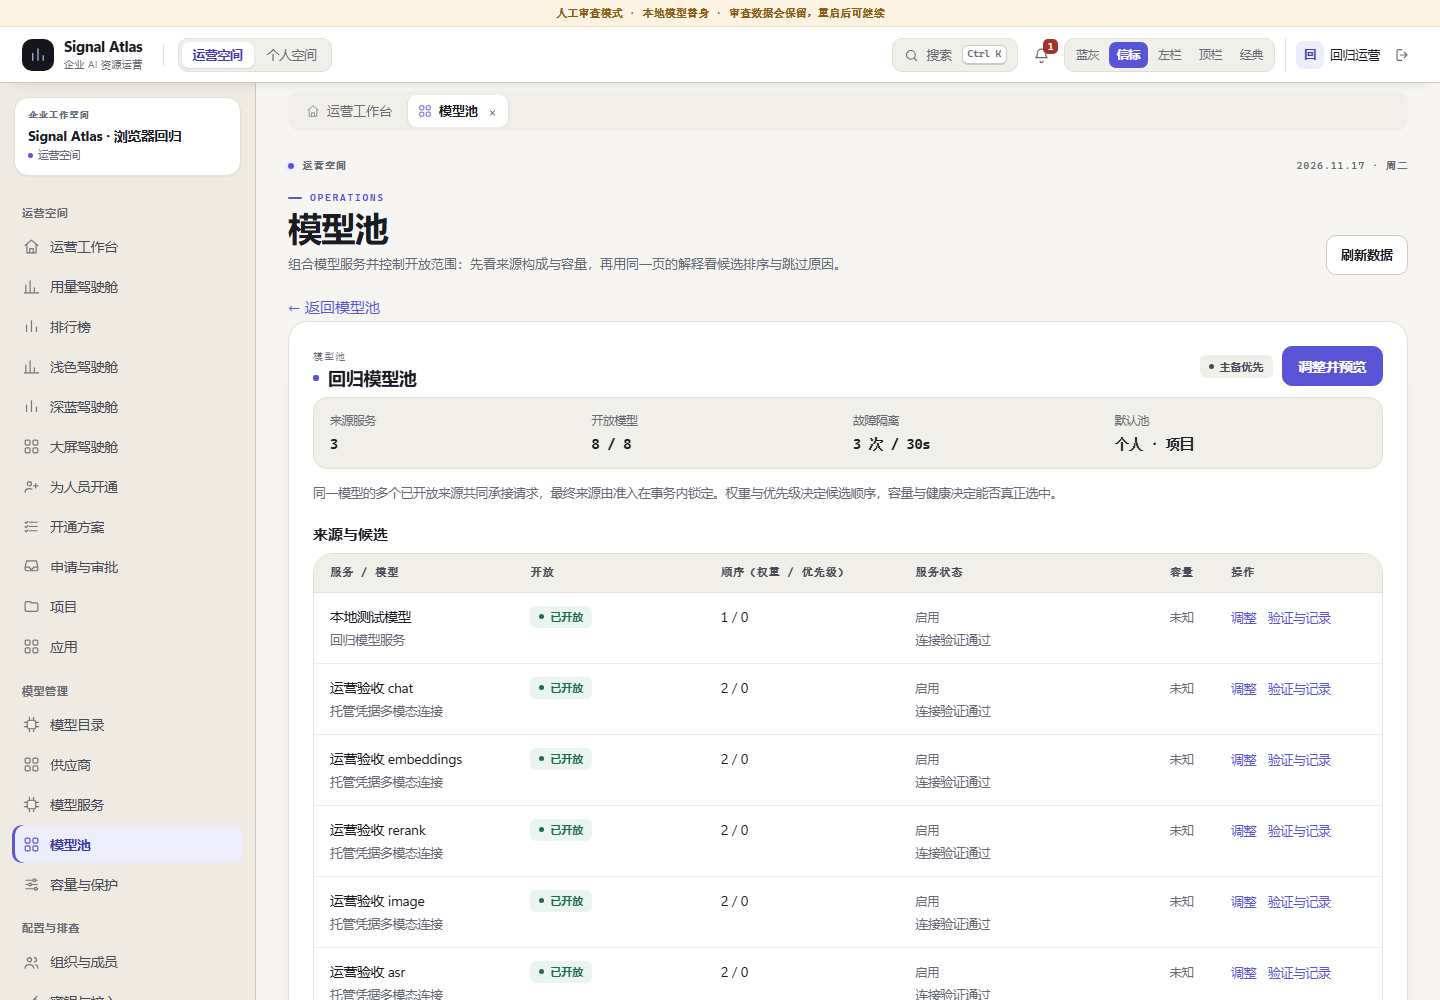 人工审查模式 · 本地模型替身 · 审查数据会保留，重启后可继续
Signal Atlas
企业 AI 资源运营
运营空间 个人空间
搜索 Ctrl K
1
蓝灰 信标 左栏 顶栏 经典
回 回归运营
企业工作空间
Signal Atlas · 浏览器回归
运营空间
运营空间
运营工作台
用量驾驶舱
排行榜
浅色驾驶舱
深蓝驾驶舱
大屏驾驶舱
为人员开通
开通方案
申请与审批
项目
应用
模型管理
模型目录
供应商
模型服务
模型池
容量与保护
配置与排查
组织与成员
运营工作台 模型池 ×
运营空间
2026.11.17 · 周二
OPERATIONS
模型池
组合模型服务并控制开放范围：先看来源构成与容量，再用同一页的解释看候选排序与跳过原因。
刷新数据
← 返回模型池
模型池
回归模型池
主备优先 调整并预览
来源服务 开放模型 故障隔离 默认池
3 8 / 8 3 次 / 30s 个人 · 项目
同一模型的多个已开放来源共同承接请求，最终来源由准入在事务内锁定。权重与优先级决定候选顺序，容量与健康决定能否真正选中。
来源与候选
服务 / 模型 开放 顺序（权重 / 优先级） 服务状态 容量 操作
本地测试模型 已开放 1 / 0 启用 未知 调整 验证与记录
回归模型服务 连接验证通过
运营验收 chat 已开放 2 / 0 启用 未知 调整 验证与记录
托管凭据多模态连接 连接验证通过
运营验收 embeddings 已开放 2 / 0 启用 未知 调整 验证与记录
托管凭据多模态连接 连接验证通过
运营验收 rerank 已开放 2 / 0 启用 未知 调整 验证与记录
托管凭据多模态连接 连接验证通过
运营验收 image 已开放 2 / 0 启用 未知 调整 验证与记录
托管凭据多模态连接 连接验证通过
运营验收 asr 已开放 2 / 0 启用 未知 调整 验证与记录
托管凭据多模态连接 连接验证通过